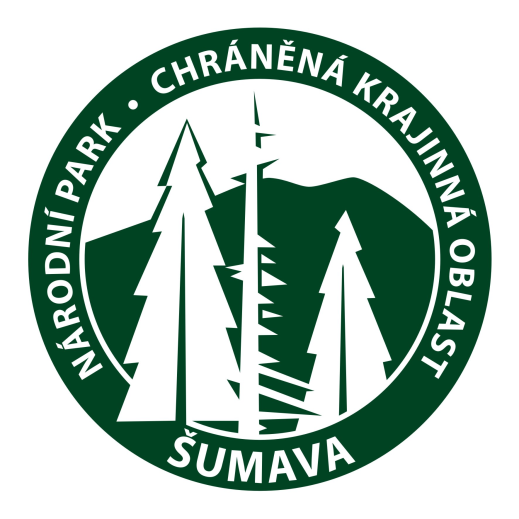 NÁRODNÍ PARK • CHRÁNĚNÁ KRAJINNÁ OBLAST
ŠUMAVA